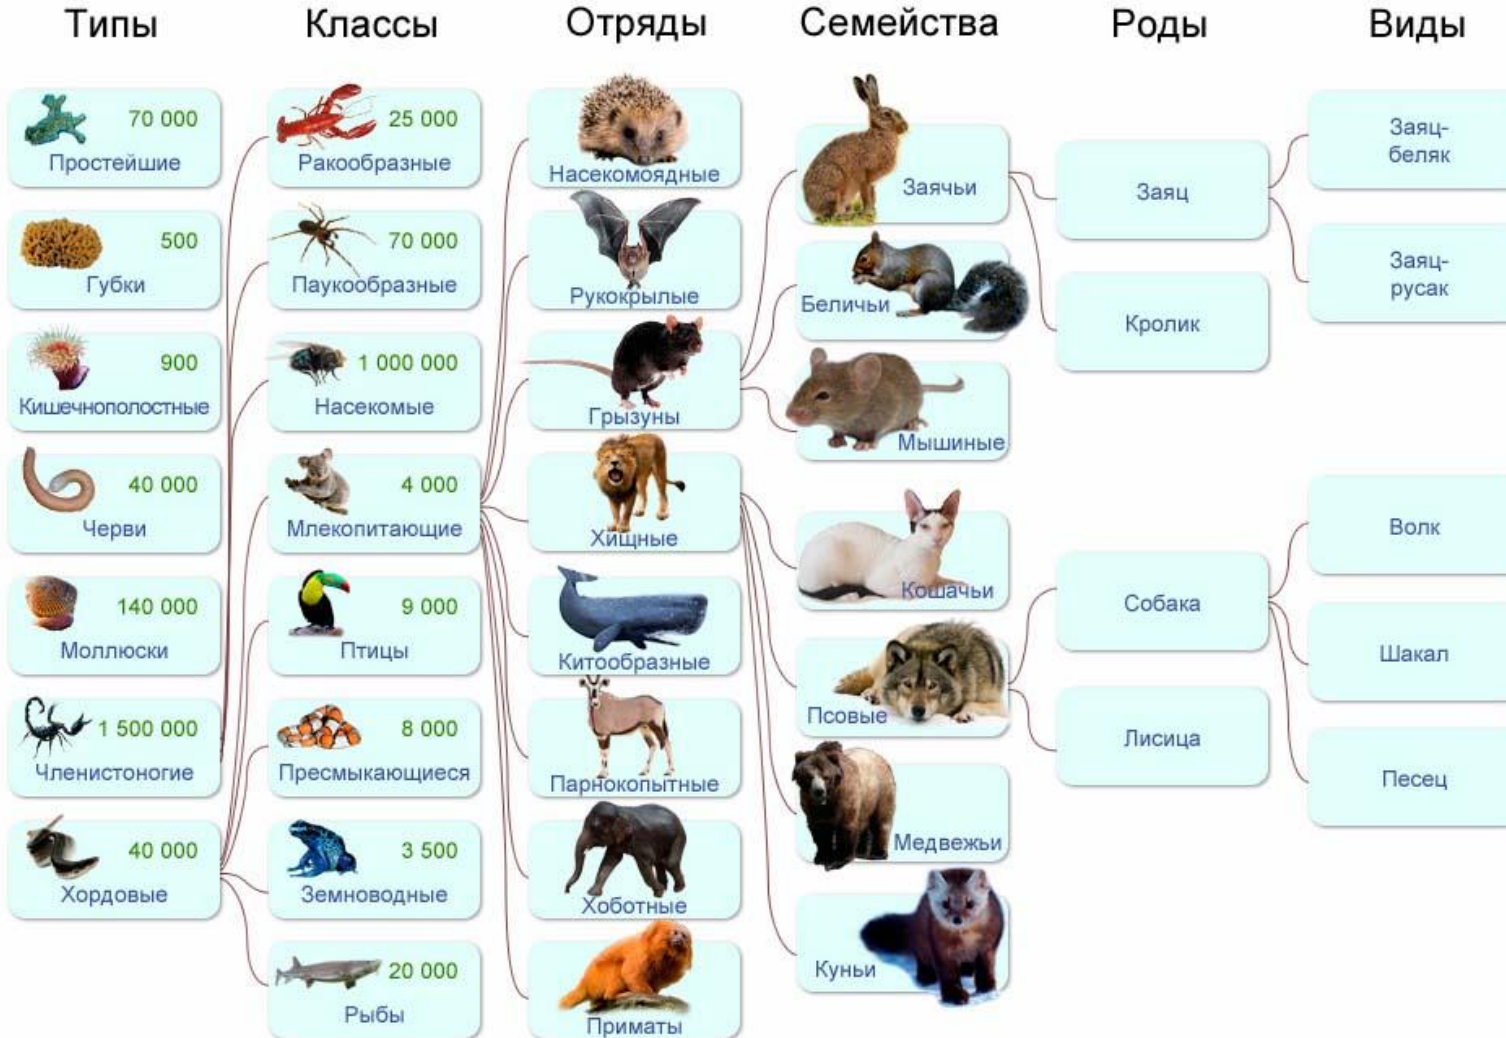 Типы
Классы
Отряды
Семейства
Роды
Виды
70 000
Простейшие
500
Губки
900
Кишечнополостные
40 000
Черви
140 000
Моллюски
1 500 000
Членистоногие
40 000
Хордовые
25 000
Ракообразные
70 000
Паукообразные
1 000 000
Насекомые
4 000
Млекопитающие
9 000
Птицы
8 000
Пресмыкающиеся
3 500
Земноводные
20 000
Рыбы
Насекомоядные
Рукокрылые
Грызуны
Хищные
Китообразные
Парнокопытные
Хоботные
Приматы
Заячьи
Беличьи
Мышиные
Кошачьи
Псовые
Медвежьи
Куньи
Заяц
Кролик
Собака
Лисица
Заяц-
беляк
Заяц-
русак
Волк
Шакал
Песец